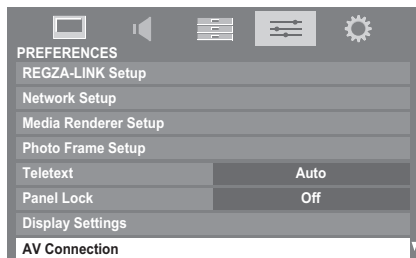 PREFERENCES
REGZA-LINK Setup
Network Setup
Media Renderer Setup
Photo Frame Setup
Teletext Auto
Panel Lock Off
Display Settings
AV Connection